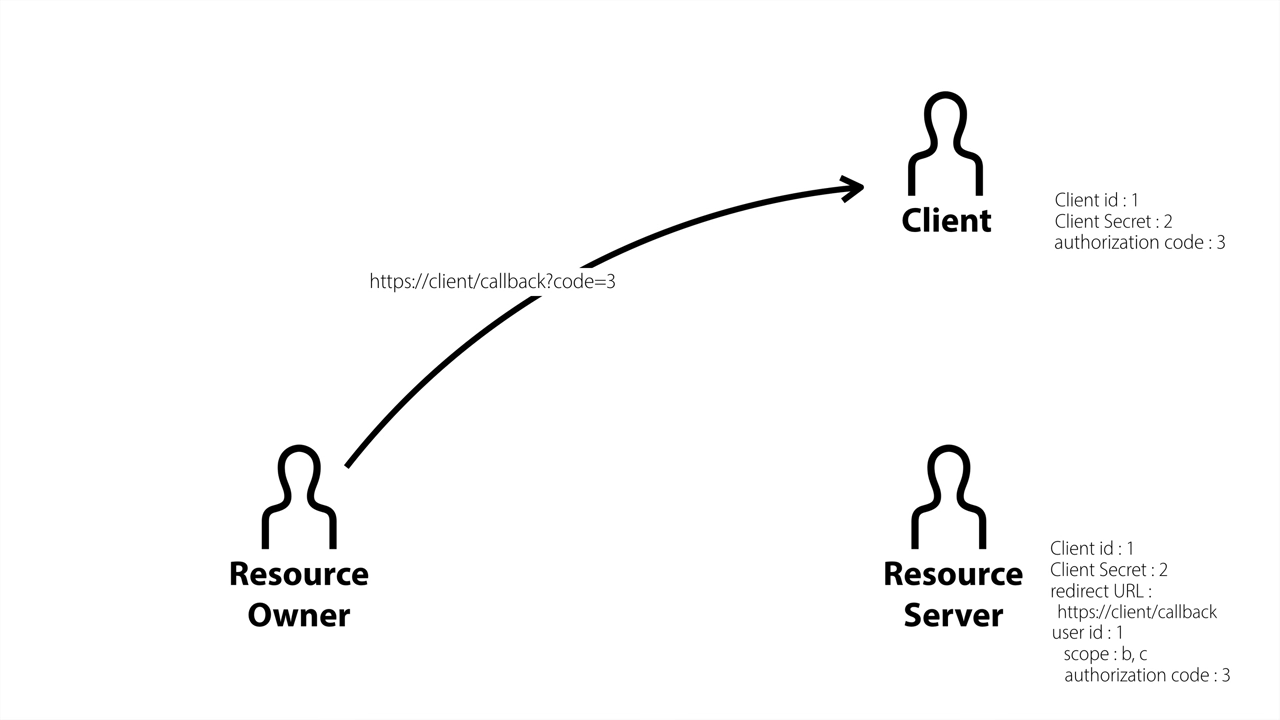 Client
Client id : 1
Client Secret : 2
authorization code : 3
https://client/callback?code=3
Resource
Owner
Resource
Server
Client id : 1
Client Secret : 2
redirect URL :
https://client/callback
user id : 1
scope : b, c
authorization code : 3